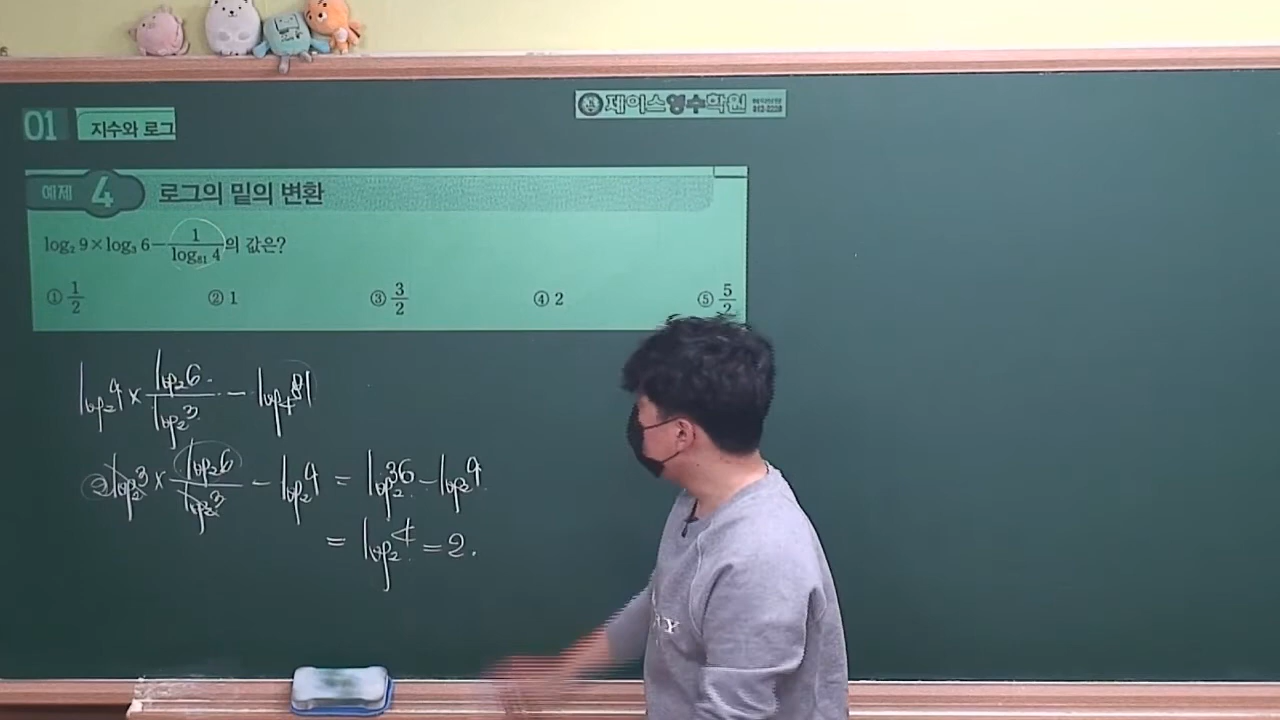 제이스영수학원
01 지수와 로그
예제 4 로그의 밑의 변환
log₂ 9×log₃ 6−1/log₈₁ 4의 값은?
① 1/2 ② 1 ③ 3/2 ④ 2 ⑤ 5/2
log₂9 × log₂6/log₂3 − log₄81
2log₂3 × log₂6/log₂3 − log₂9 = log₂36 − log₂9
= log₂4 = 2.